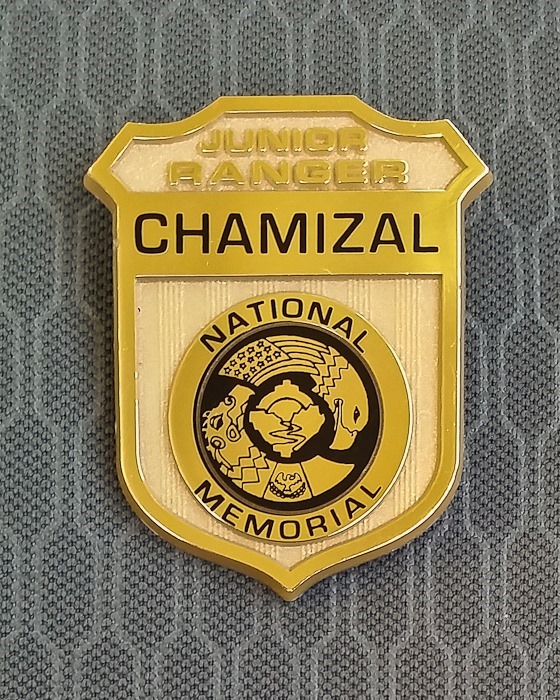 JUNIOR
RANGER
CHAMIZAL
NATIONAL
MEMORIAL